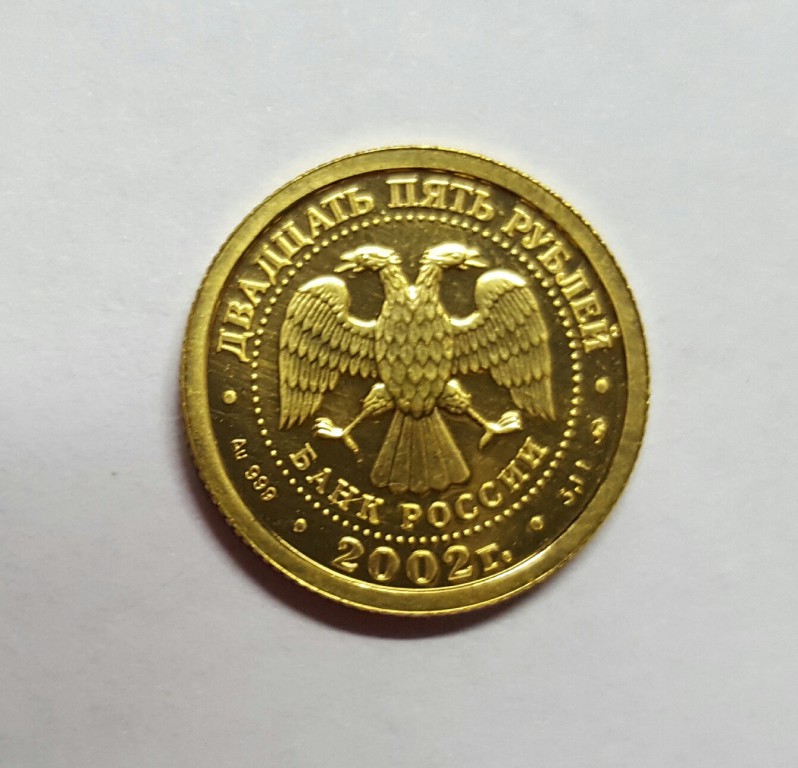 ДВАДЦАТЬ ПЯТЬ РУБЛЕЙ
БАНК РОССИИ
Au 999
3,11
2002г.